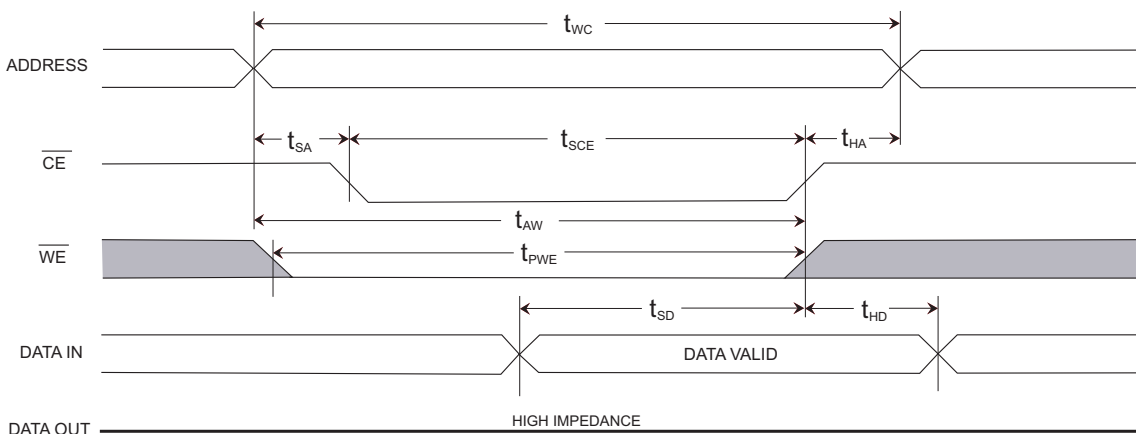 tWC
ADDRESS
tSA tSCE tHA
CE
tAW
WE
tPWE
tSD tHD
DATA IN DATA VALID
HIGH IMPEDANCE
DATA OUT